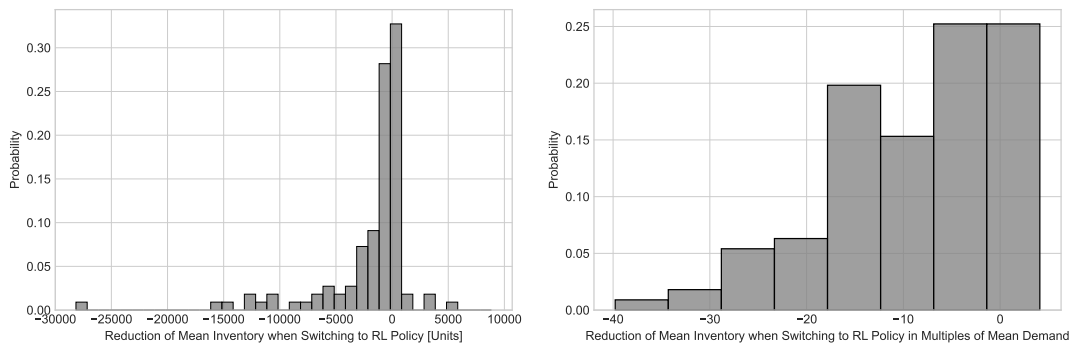 0.30
0.25
0.20
0.15
0.10
0.05
0.00
Probability
−30000 −25000 −20000 −15000 −10000 −5000 0 5000 10000
Reduction of Mean Inventory when Switching to RL Policy [Units]
0.25
0.20
0.15
0.10
0.05
0.00
Probability
−40 −30 −20 −10 0
Reduction of Mean Inventory when Switching to RL Policy in Multiples of Mean Demand